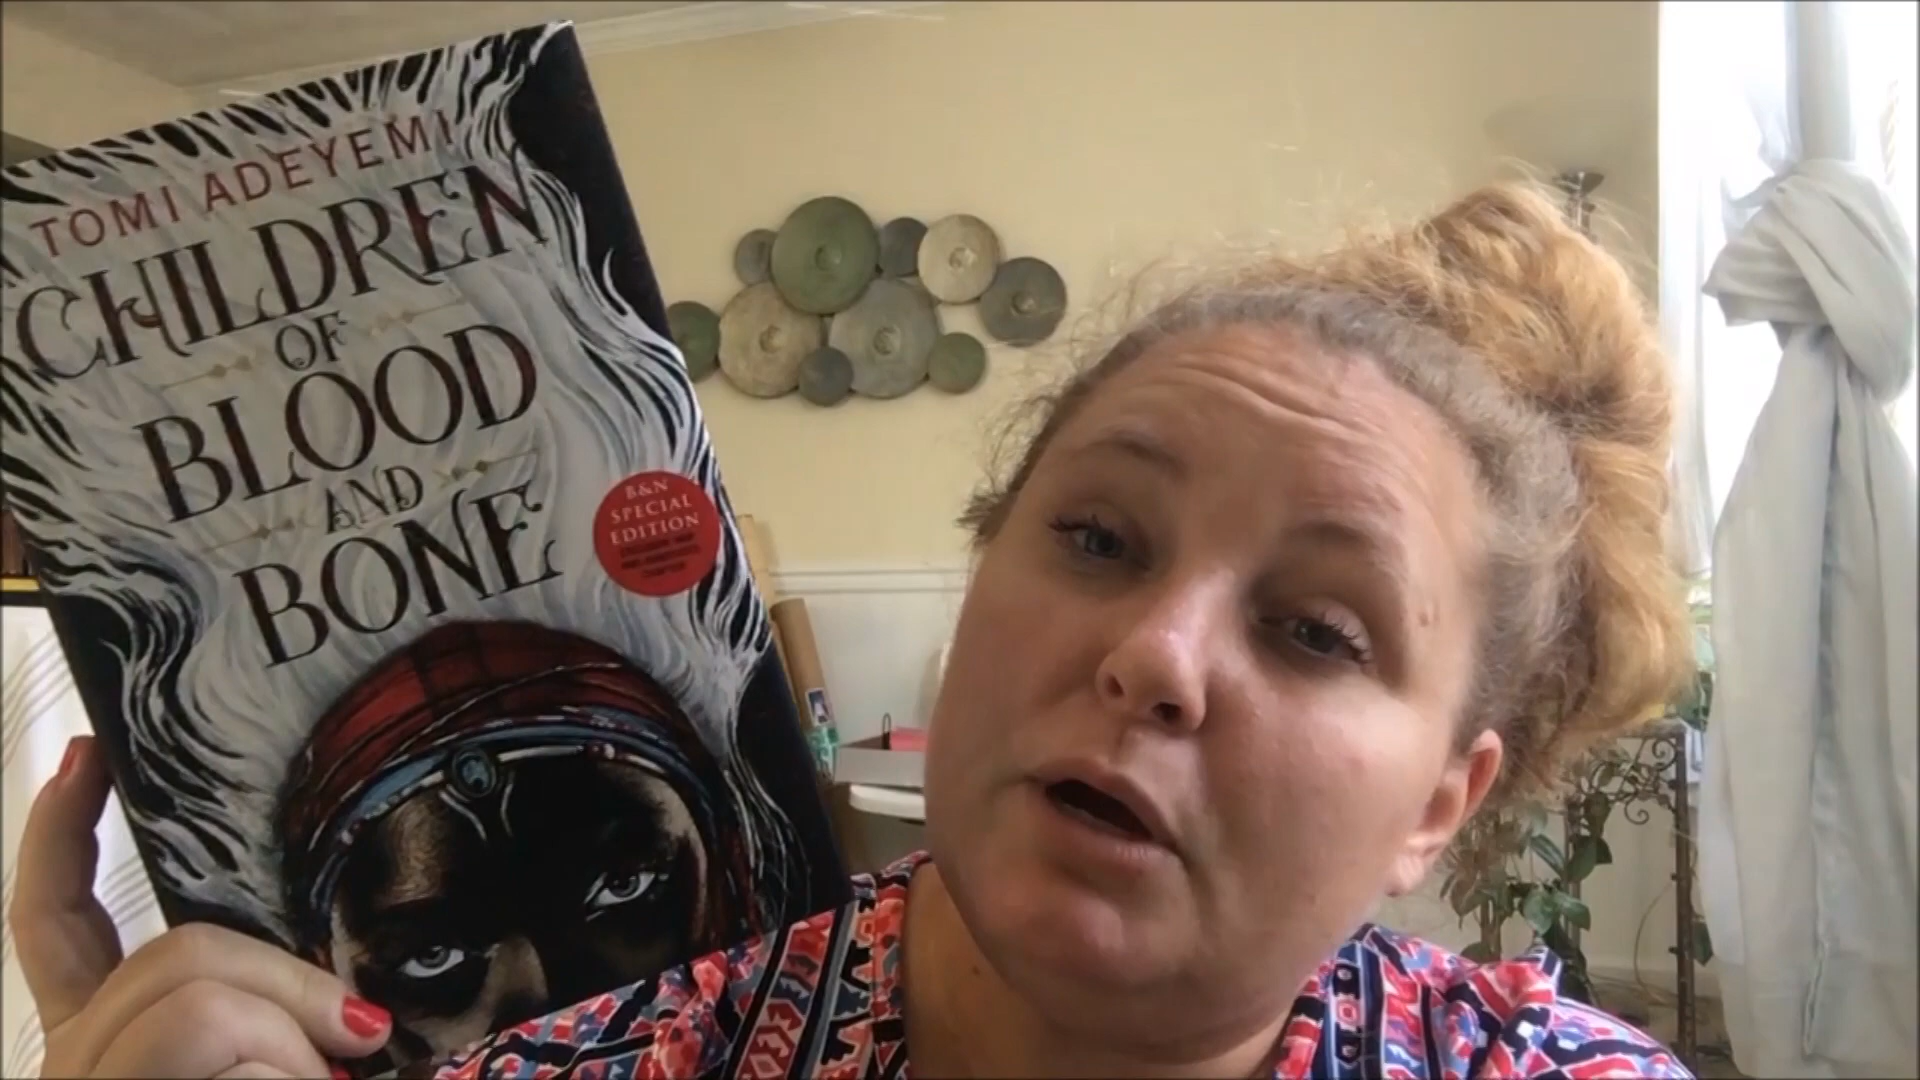 TOMI ADEYEMI
CHILDREN
OF
BLOOD
AND
BONE
B&N
SPECIAL
EDITION